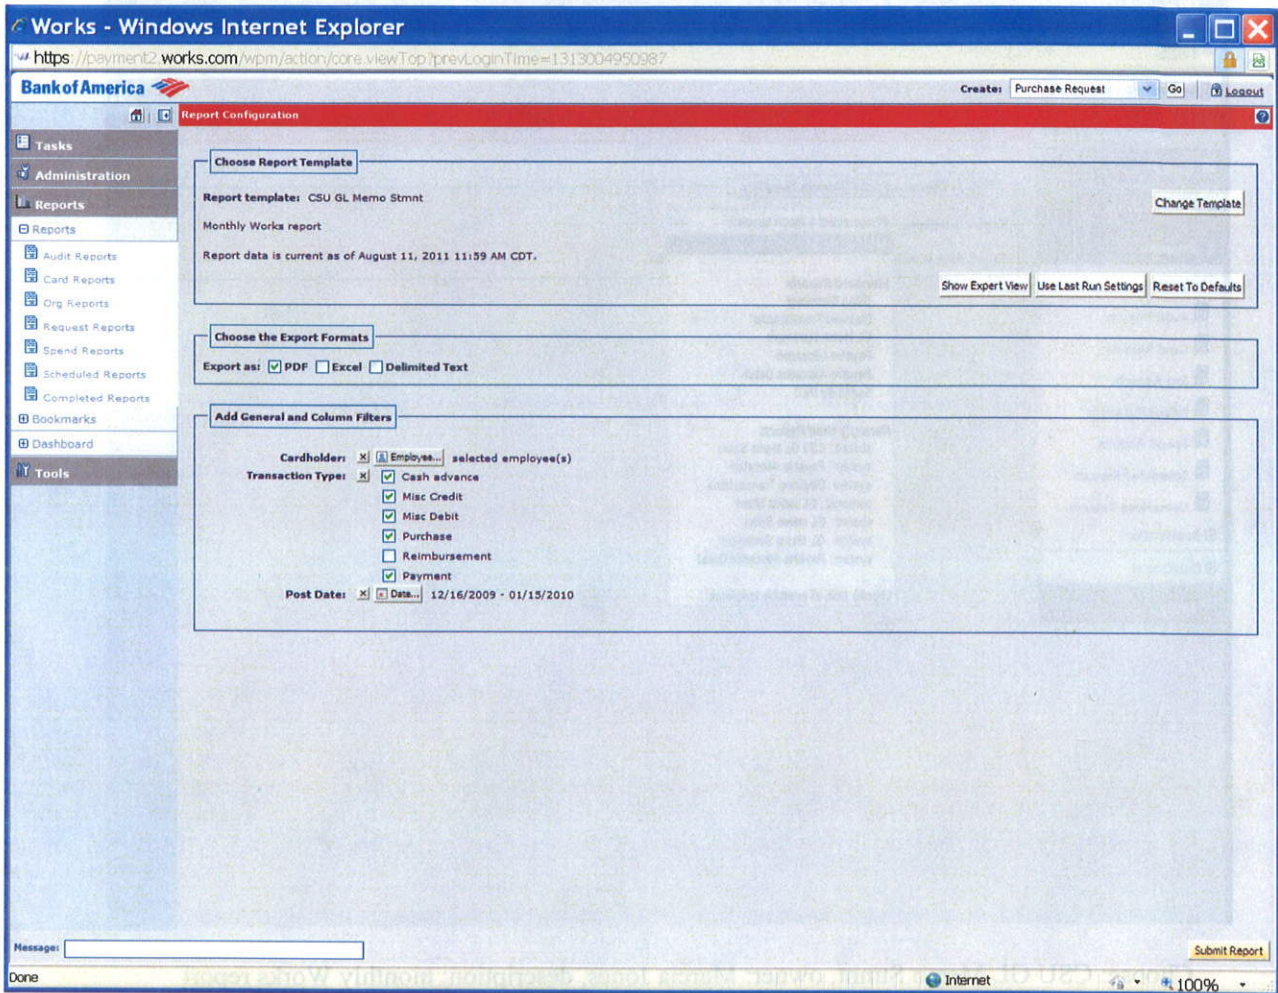 Works - Windows Internet Explorer
https://payment2.works.com/wpm/action/core.viewTop?prevLoginTime=1313004950987
Bank of America
Create: Purchase Request Go Logout
Report Configuration
Tasks
Administration
Reports
Reports
Audit Reports
Card Reports
Org Reports
Request Reports
Spend Reports
Scheduled Reports
Completed Reports
Bookmarks
Dashboard
Tools
Choose Report Template
Report template: CSU GL Memo Stmnt
Change Template
Monthly Works report
Report data is current as of August 11, 2011 11:59 AM CDT.
Show Expert View Use Last Run Settings Reset To Defaults
Choose the Export Formats
Export as: PDF Excel Delimited Text
Add General and Column Filters
Cardholder: Employee... selected employee(s)
Transaction Type: Cash advance
Misc Credit
Misc Debit
Purchase
Reimbursement
Payment
Post Date: Date... 12/16/2009 - 01/15/2010
Message:
Submit Report
Done
Internet
100%